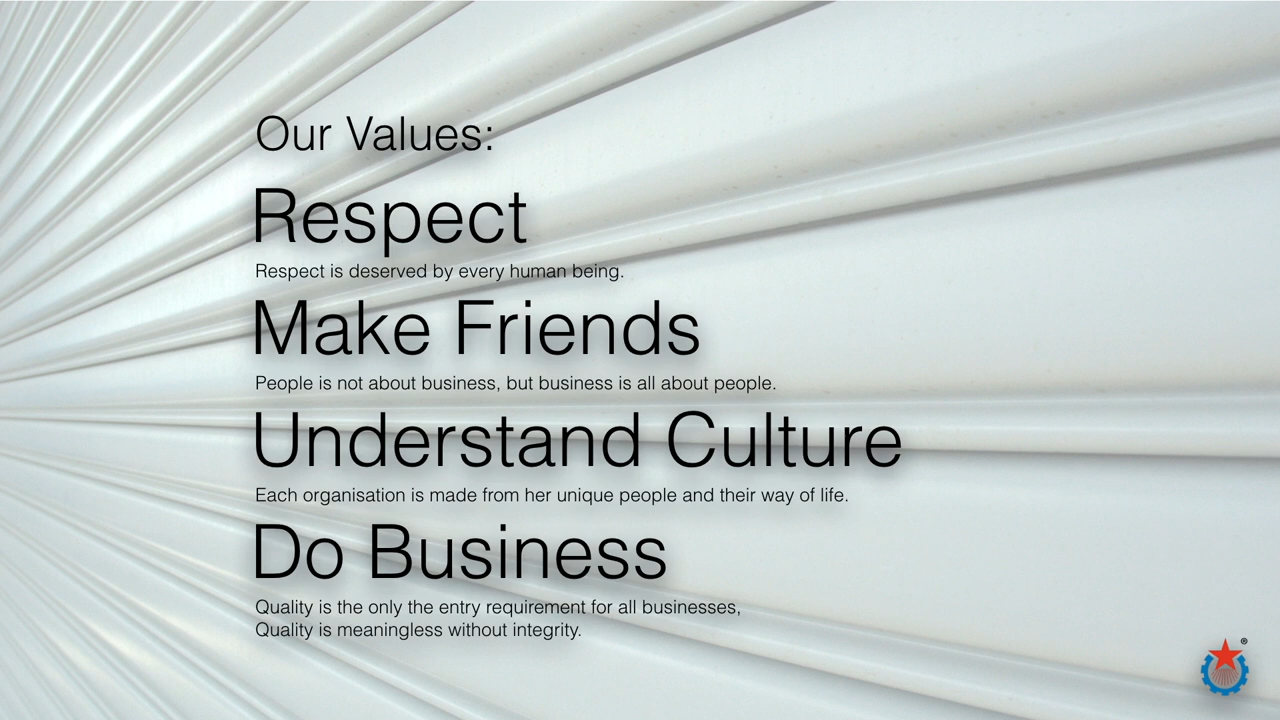 Our Values:
Respect
Respect is deserved by every human being.
Make Friends
People is not about business, but business is all about people.
Understand Culture
Each organisation is made from her unique people and their way of life.
Do Business
Quality is the only the entry requirement for all businesses,
Quality is meaningless without integrity.
®